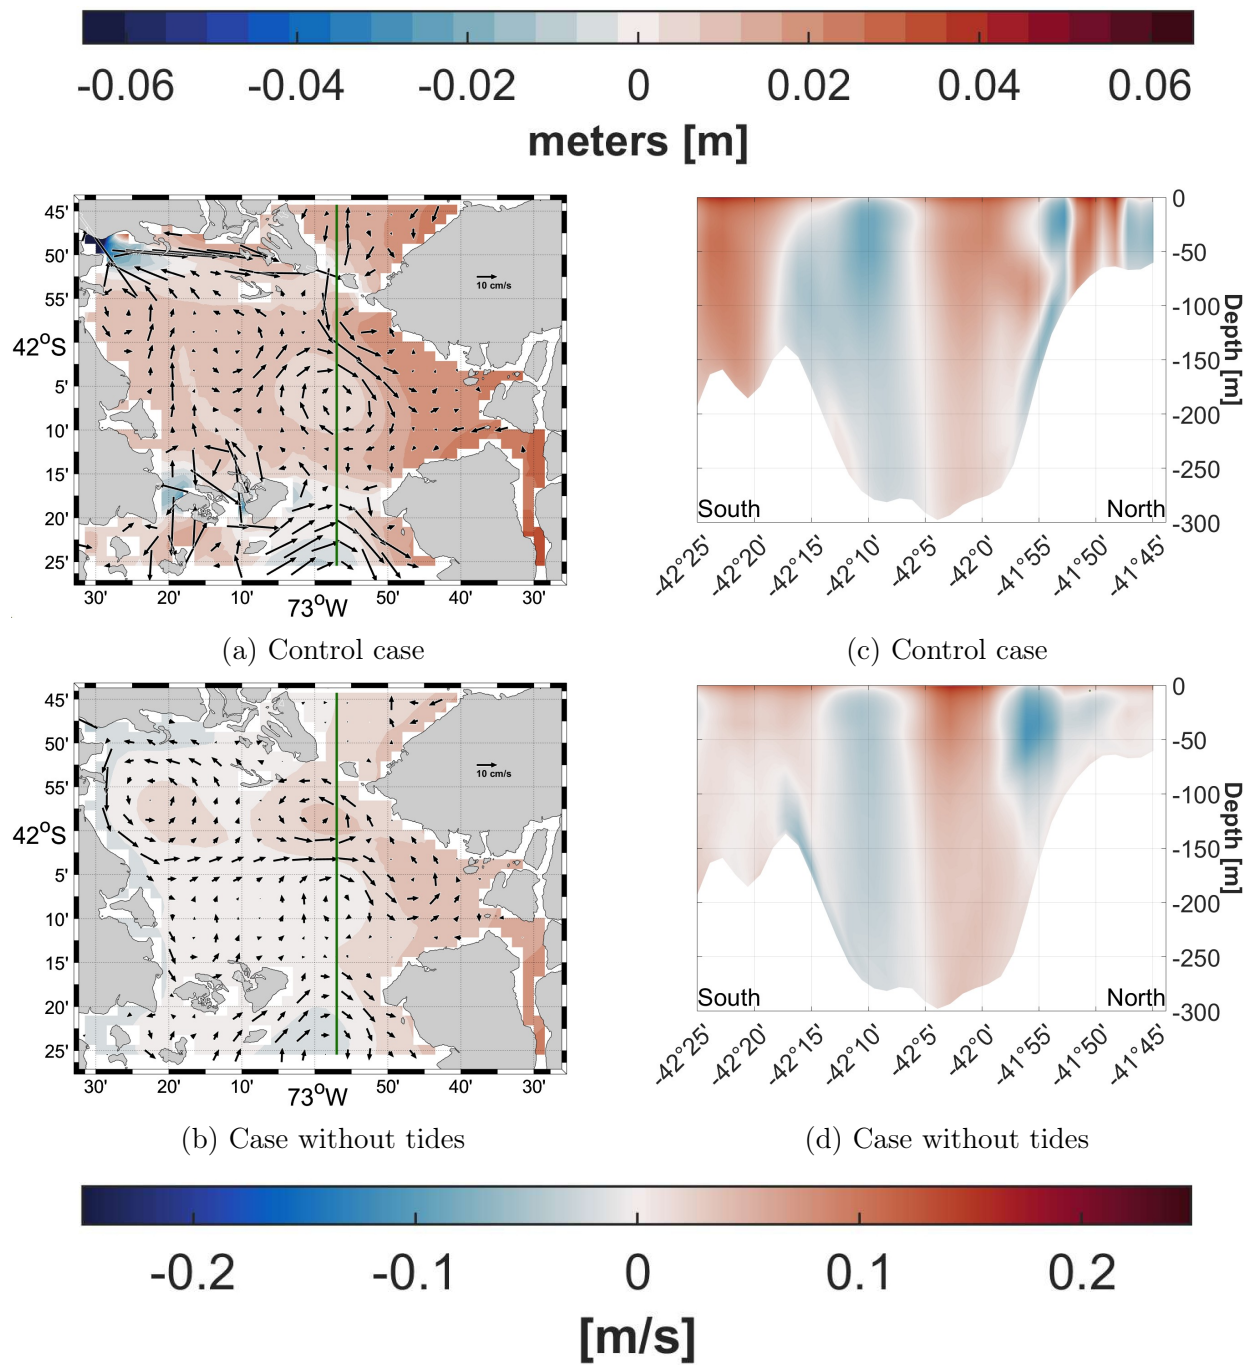 -0.06 -0.04 -0.02 0 0.02 0.04 0.06
meters [m]
45'
50'
55'
42°S
5'
10'
15'
20'
25'
10 cm/s
30' 20' 10' 73°W 50' 40' 30'
(a) Control case
0
-50
-100
-150
-200
-250
-300
Depth [m]
South North
-42°25' -42°20' -42°15' -42°10' -42°5' -42°0' -41°55' -41°50' -41°45'
(c) Control case
45'
50'
55'
42°S
5'
10'
15'
20'
25'
10 cm/s
30' 20' 10' 73°W 50' 40' 30'
(b) Case without tides
0
-50
-100
-150
-200
-250
-300
Depth [m]
South North
-42°25' -42°20' -42°15' -42°10' -42°5' -42°0' -41°55' -41°50' -41°45'
(d) Case without tides
-0.2 -0.1 0 0.1 0.2
[m/s]